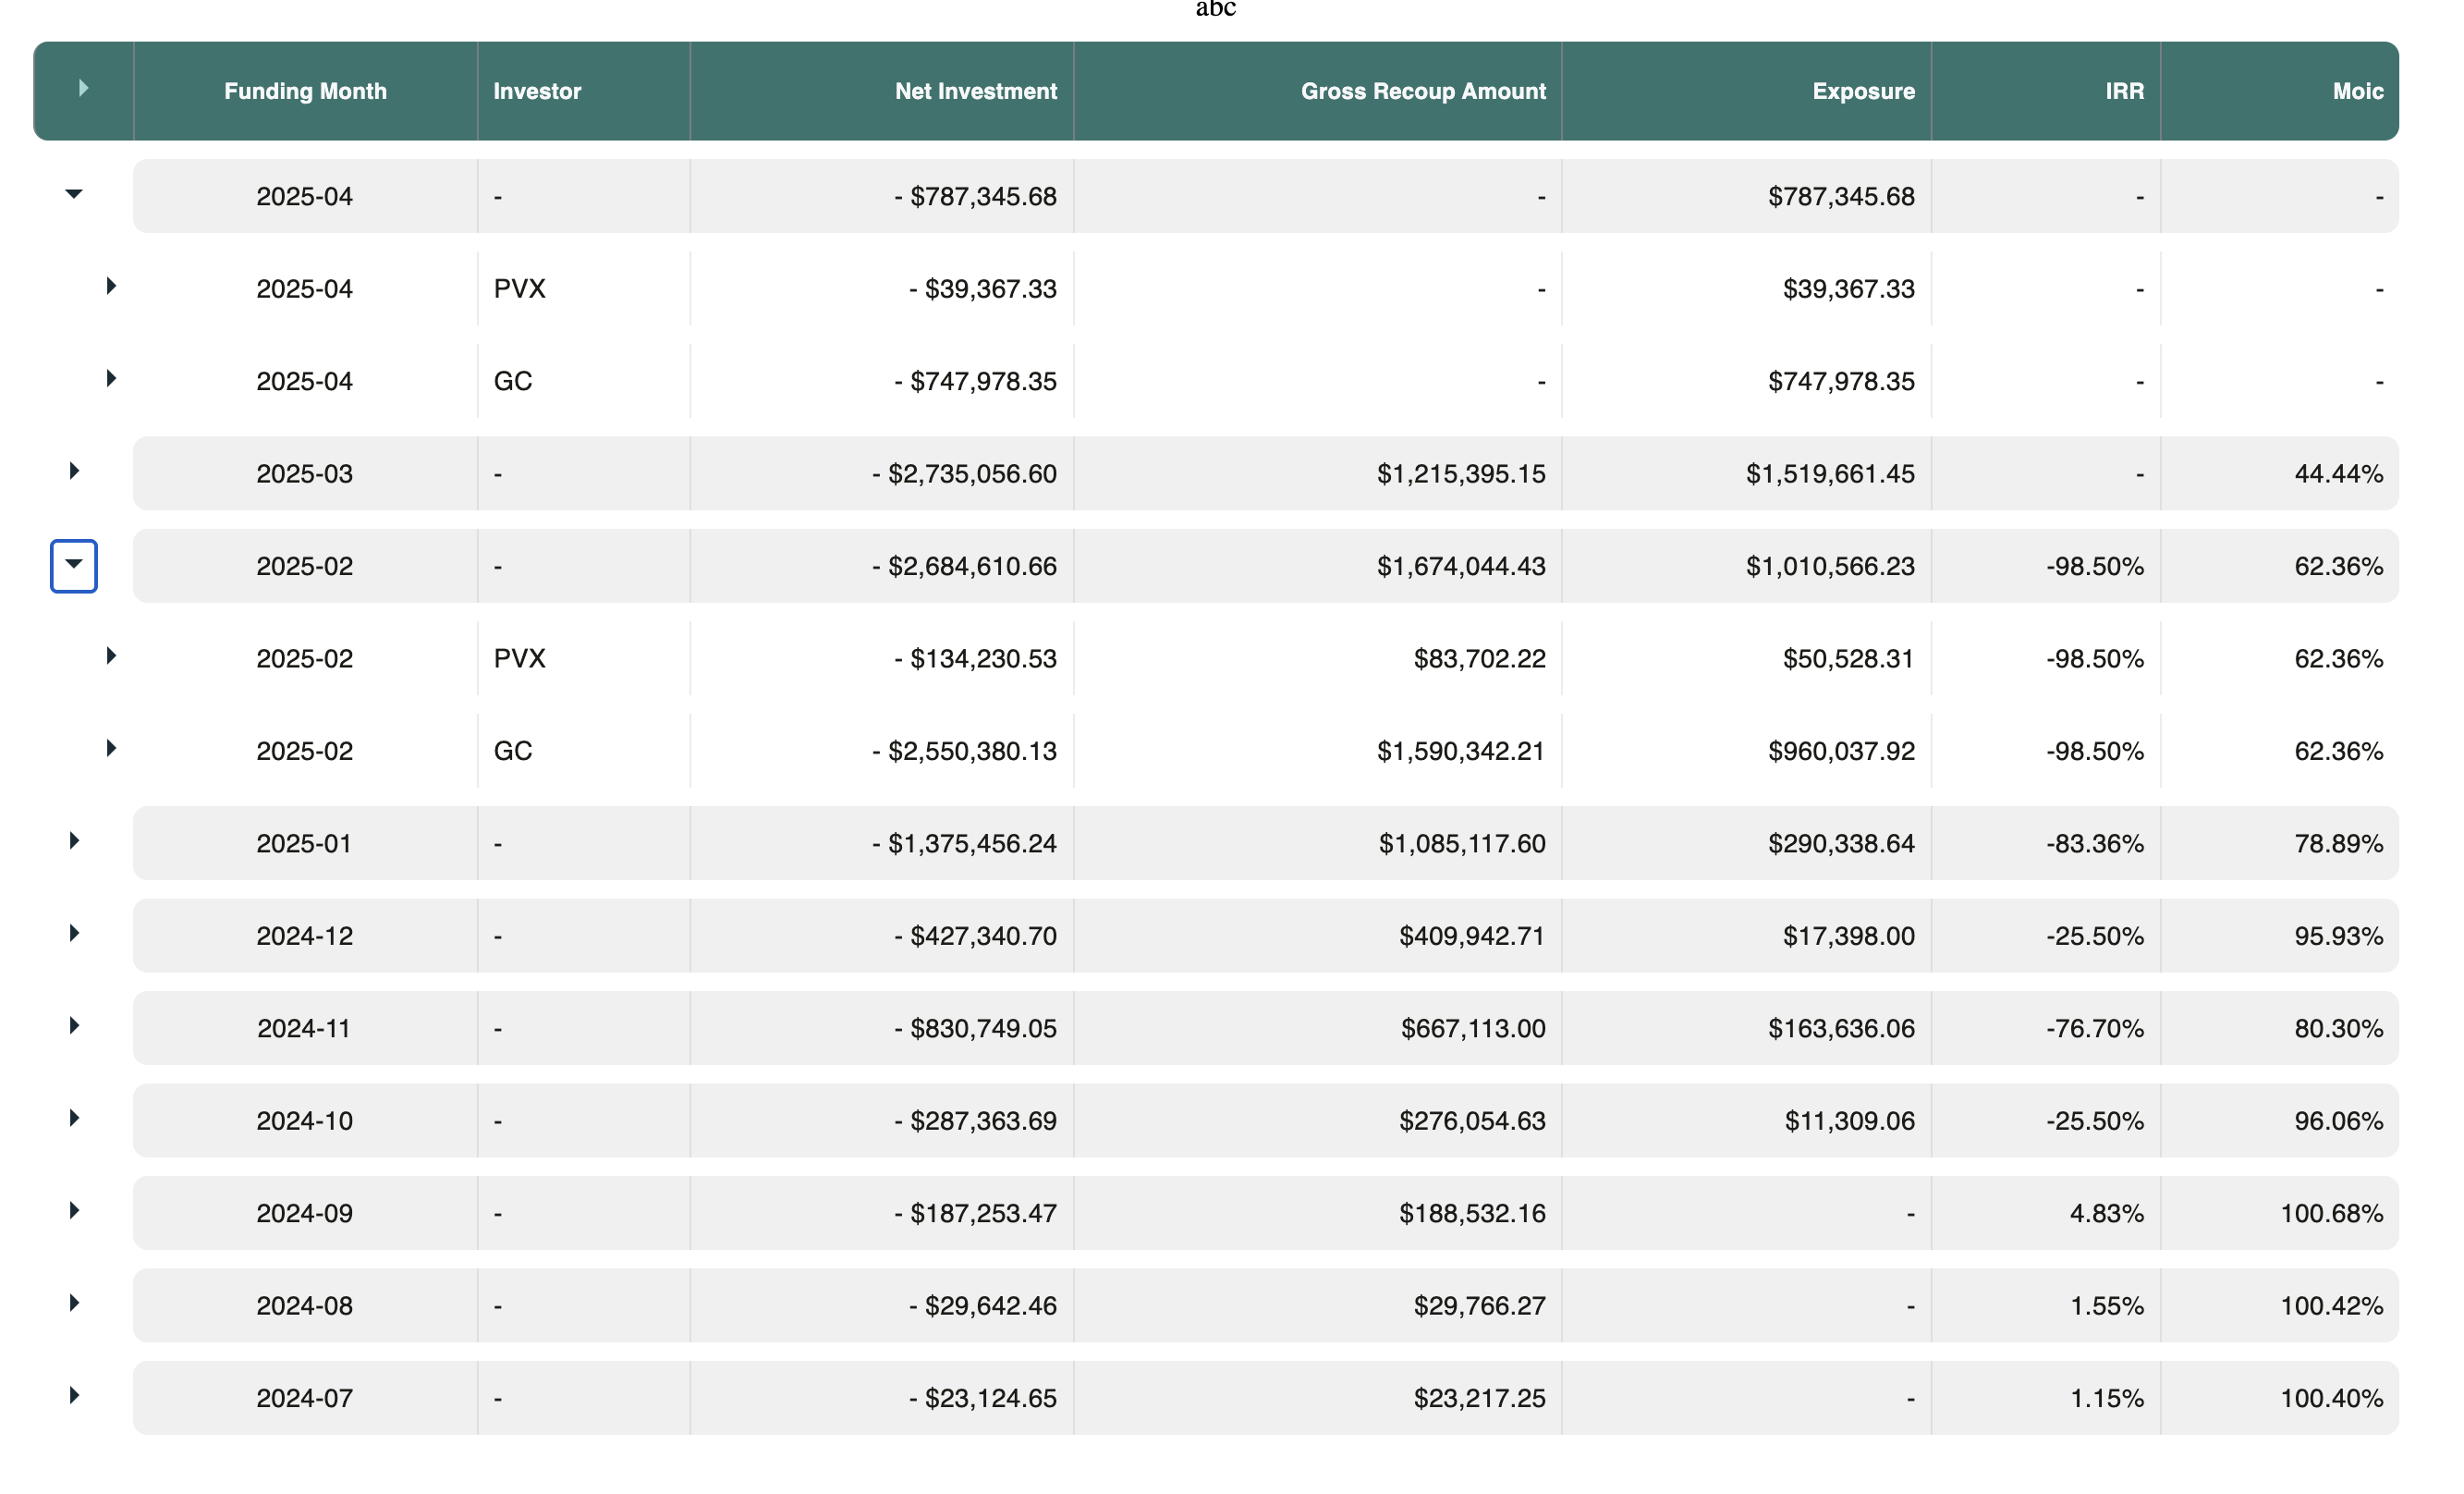 abc
Funding Month Investor Net Investment Gross Recoup Amount Exposure IRR Moic
2025-04 - - $787,345.68 - $787,345.68 - -
2025-04 PVX - $39,367.33 - $39,367.33 - -
2025-04 GC - $747,978.35 - $747,978.35 - -
2025-03 - - $2,735,056.60 $1,215,395.15 $1,519,661.45 - 44.44%
2025-02 - - $2,684,610.66 $1,674,044.43 $1,010,566.23 -98.50% 62.36%
2025-02 PVX - $134,230.53 $83,702.22 $50,528.31 -98.50% 62.36%
2025-02 GC - $2,550,380.13 $1,590,342.21 $960,037.92 -98.50% 62.36%
2025-01 - - $1,375,456.24 $1,085,117.60 $290,338.64 -83.36% 78.89%
2024-12 - - $427,340.70 $409,942.71 $17,398.00 -25.50% 95.93%
2024-11 - - $830,749.05 $667,113.00 $163,636.06 -76.70% 80.30%
2024-10 - - $287,363.69 $276,054.63 $11,309.06 -25.50% 96.06%
2024-09 - - $187,253.47 $188,532.16 - 4.83% 100.68%
2024-08 - - $29,642.46 $29,766.27 - 1.55% 100.42%
2024-07 - - $23,124.65 $23,217.25 - 1.15% 100.40%